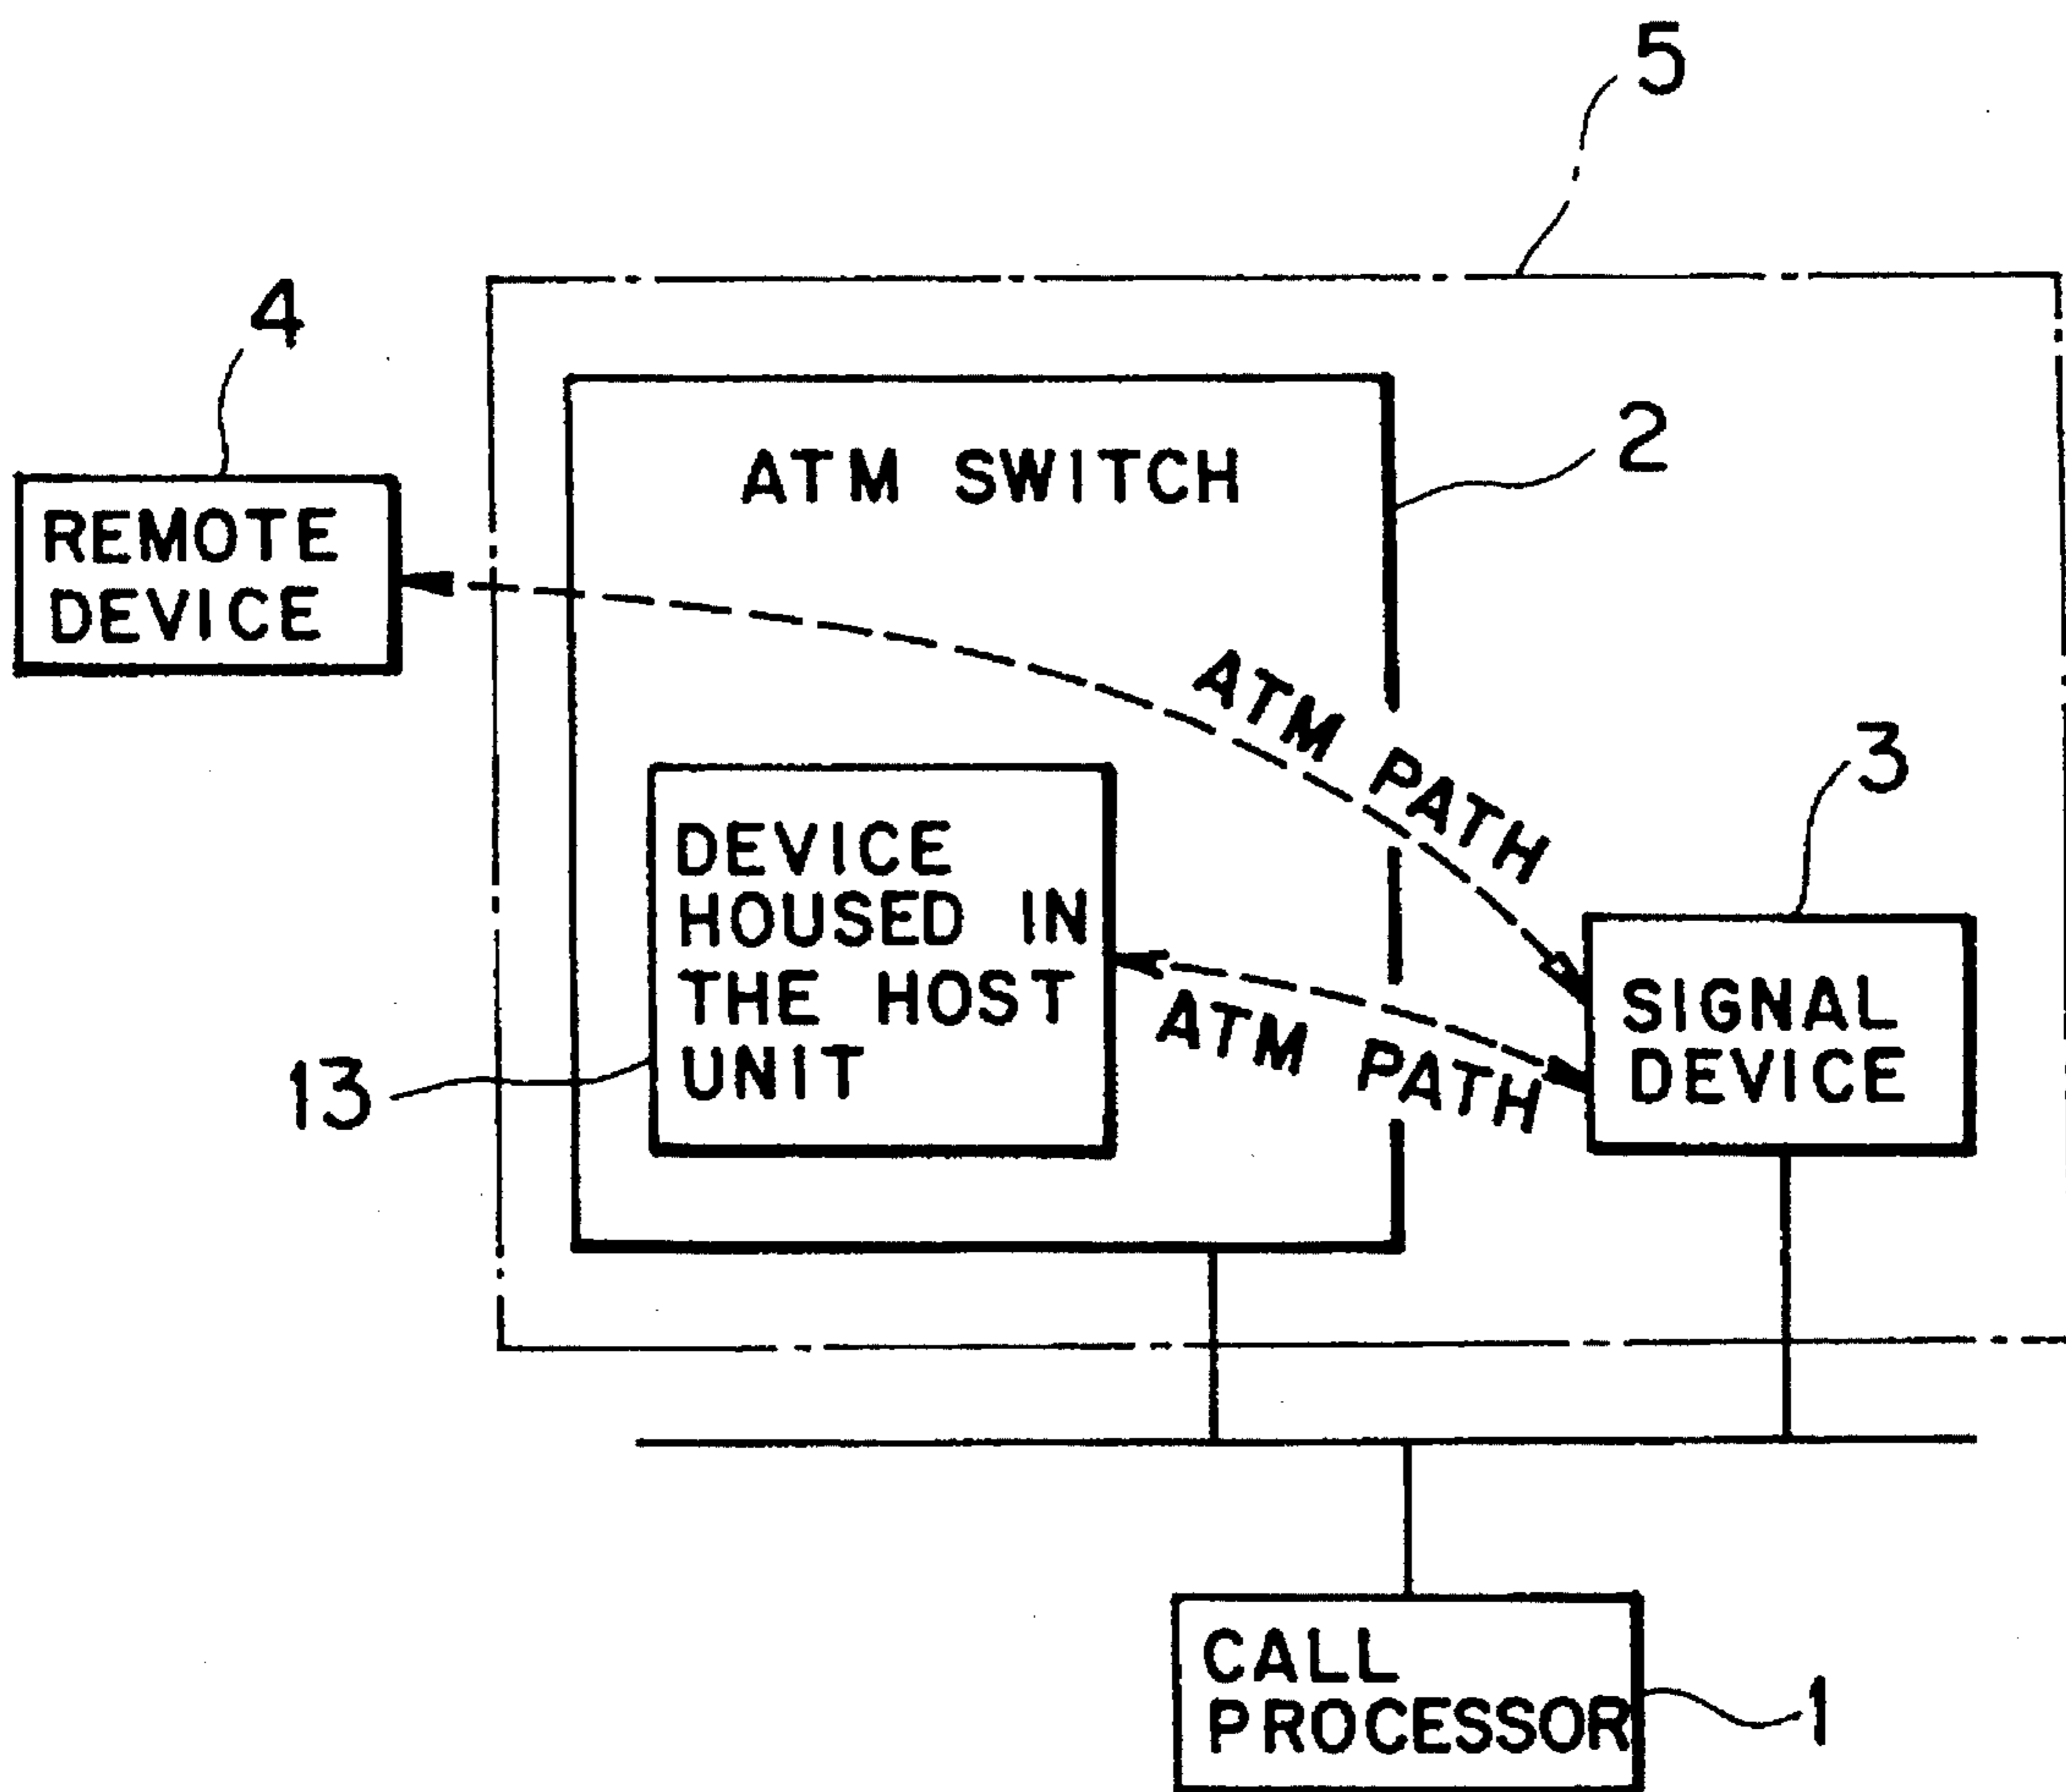 5
4
ATM SWITCH
2
REMOTE
DEVICE
ATM PATH
3
DEVICE
HOUSED IN
THE HOST
UNIT
ATM PATH
SIGNAL
DEVICE
13
CALL
PROCESSOR
1